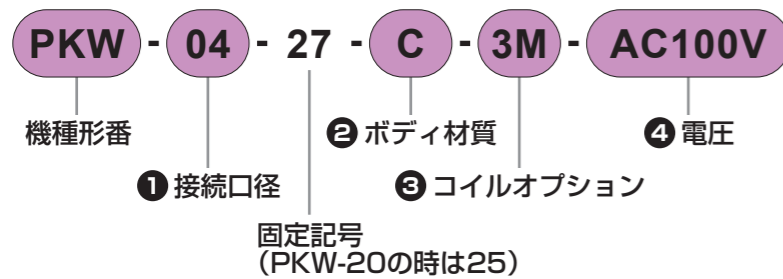 PKW - 04 - 27 - C - 3M - AC100V
機種形番
❷ ボディ材質
❹ 電圧
❶ 接続口径
❸ コイルオプション
固定記号
（PKW-20の時は25）